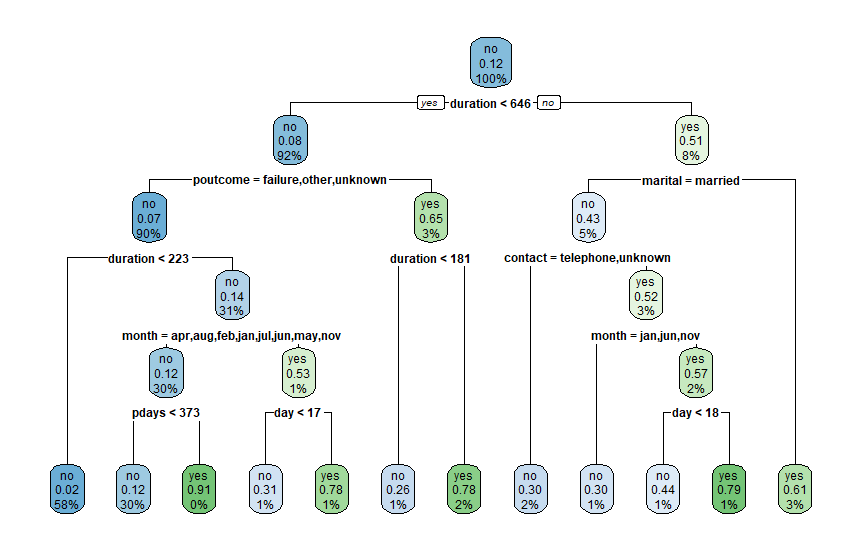 no
0.12
100%
yes duration < 646 no
no
0.08
92%
yes
0.51
8%
poutcome = failure,other,unknown
marital = married
no
0.07
90%
yes
0.65
3%
no
0.43
5%
duration < 223
duration < 181
contact = telephone,unknown
no
0.14
31%
yes
0.52
3%
month = apr,aug,feb,jan,jul,jun,may,nov
month = jan,jun,nov
no
0.12
30%
yes
0.53
1%
yes
0.57
2%
pdays < 373
day < 17
day < 18
no
0.02
58%
no
0.12
30%
yes
0.91
0%
no
0.31
1%
yes
0.78
1%
no
0.26
1%
yes
0.78
2%
no
0.30
2%
no
0.30
1%
no
0.44
1%
yes
0.79
1%
yes
0.61
3%